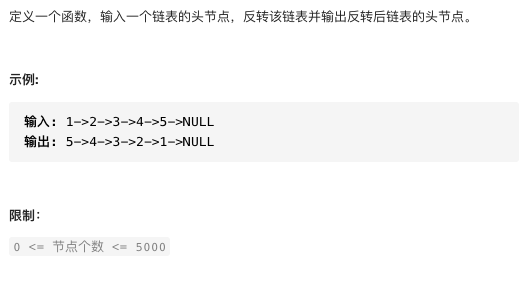 定义一个函数，输入一个链表的头节点，反转该链表并输出反转后链表的头节点。
示例:
输入: 1->2->3->4->5->NULL
输出: 5->4->3->2->1->NULL
限制：
0 <= 节点个数 <= 5000